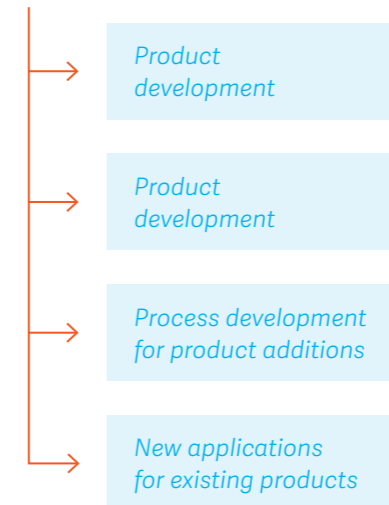 Product
development
Product
development
Process development
for product additions
New applications
for existing products